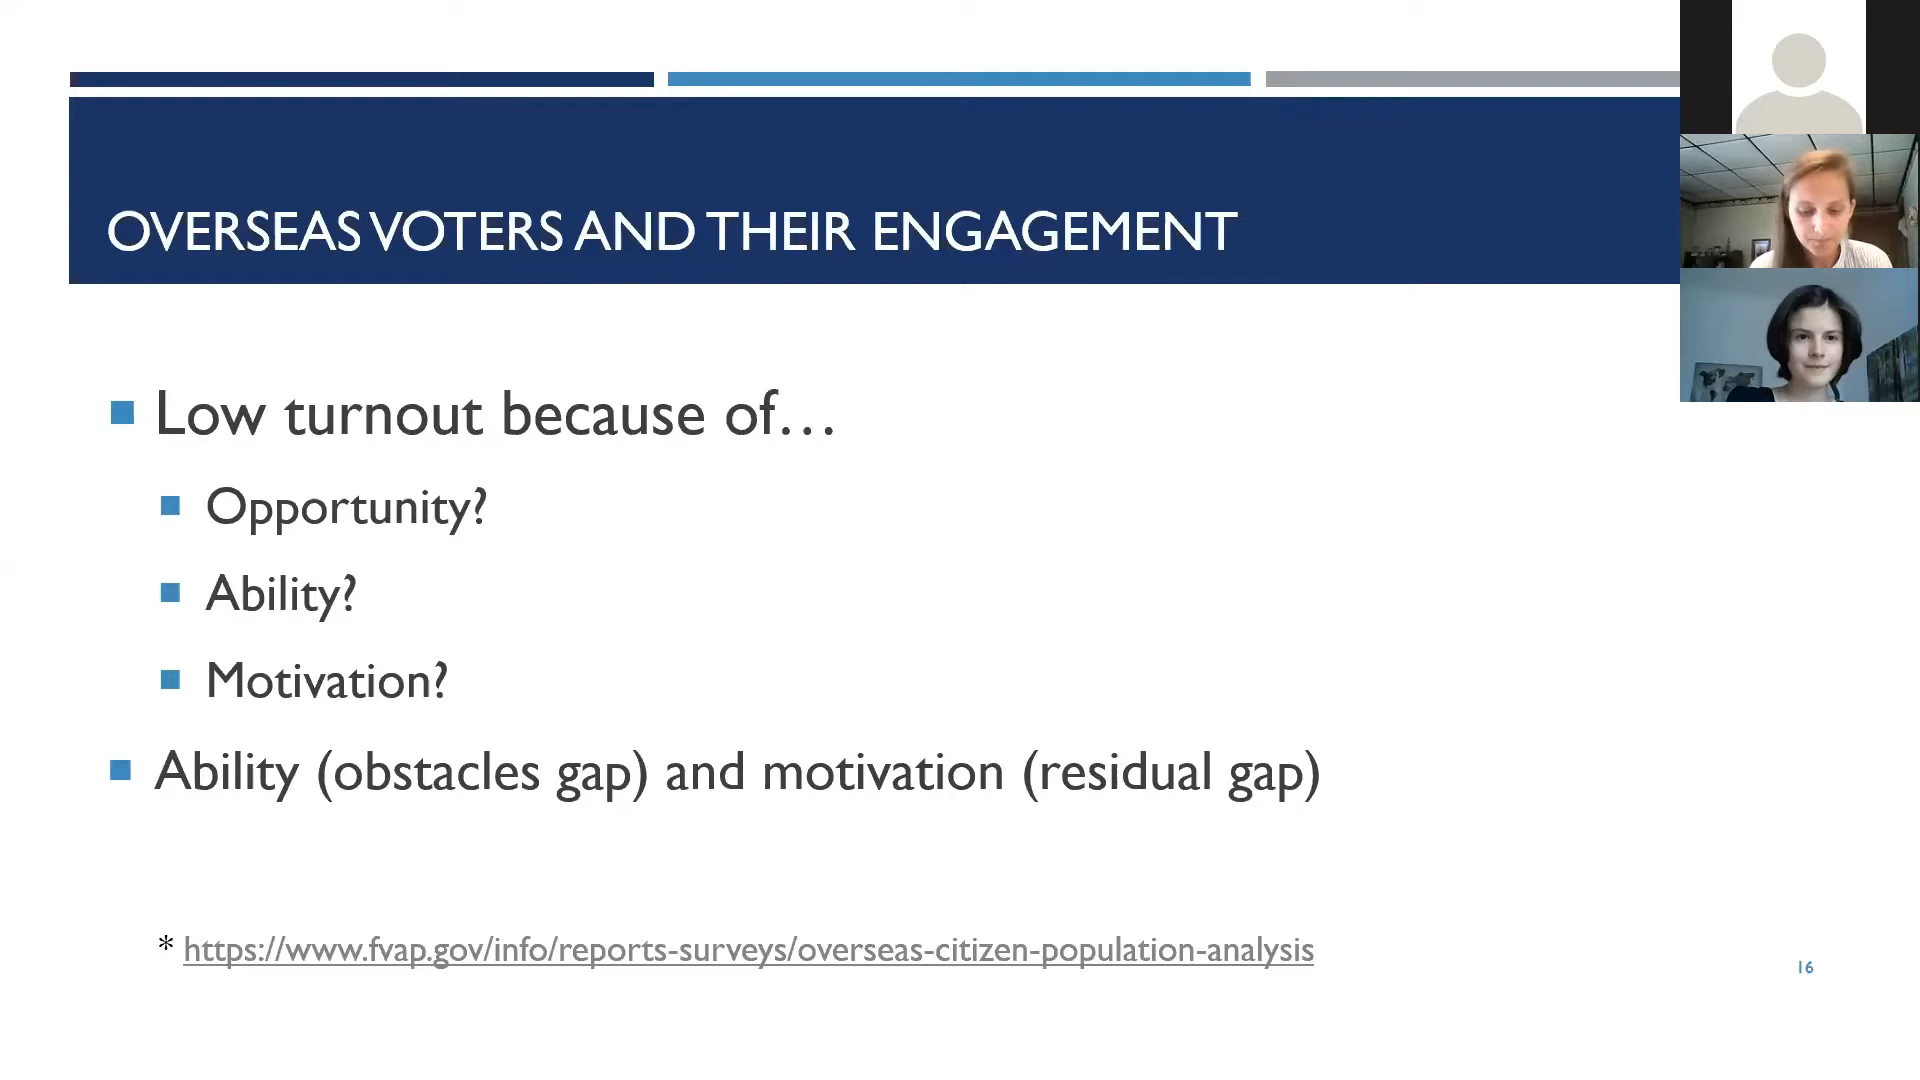 OVERSEAS VOTERS AND THEIR ENGAGEMENT
Low turnout because of…
Opportunity?
Ability?
Motivation?
Ability (obstacles gap) and motivation (residual gap)
* https://www.fvap.gov/info/reports-surveys/overseas-citizen-population-analysis
16